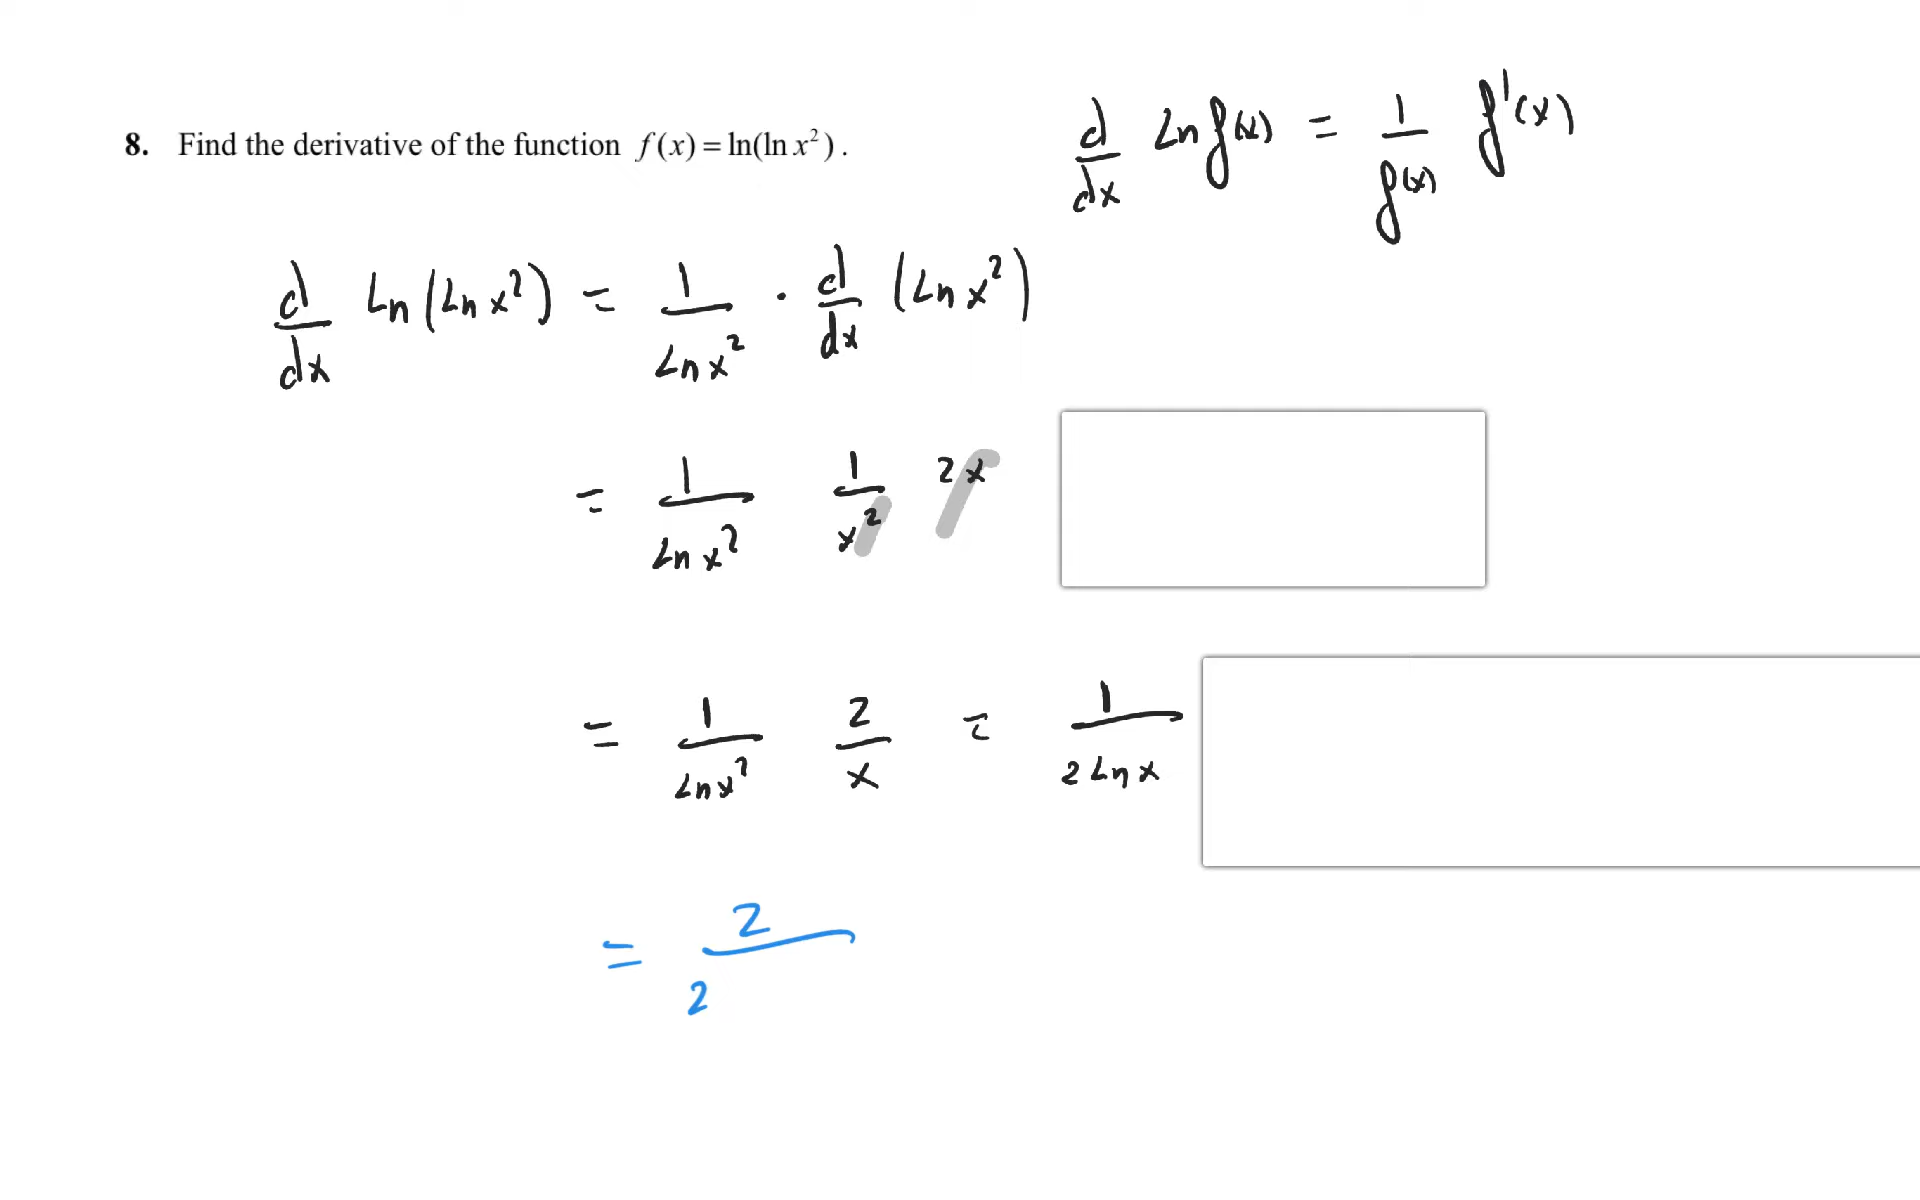 8. Find the derivative of the function f(x) = ln(ln x²).
d/dx Ln f(x) = 1/f(x) f'(x)
d/dx Ln(Ln x²) = 1/Ln x² · d/dx (Ln x²)
= 1/Ln x² 1/x² 2x
= 1/Ln x² 2/x = 1/2 Ln x
= 2/2